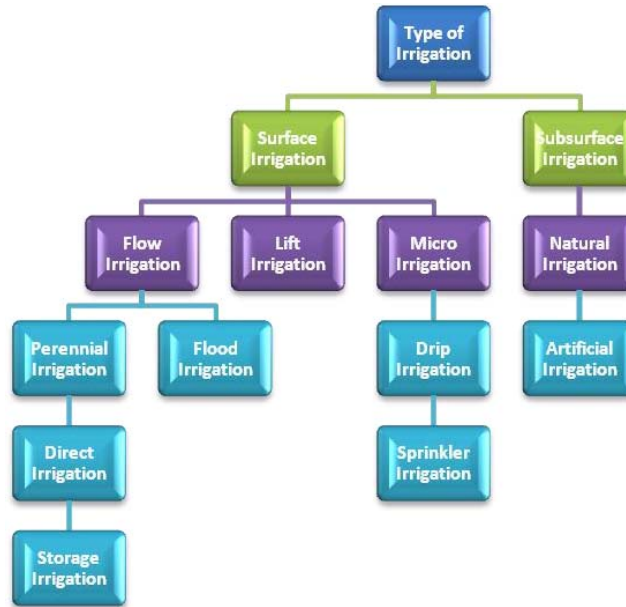 Type of
Irrigation
Surface
Irrigation
Subsurface
Irrigation
Flow
Irrigation
Lift
Irrigation
Micro
Irrigation
Natural
Irrigation
Perennial
Irrigation
Flood
Irrigation
Drip
Irrigation
Artificial
Irrigation
Direct
Irrigation
Sprinkler
Irrigation
Storage
Irrigation